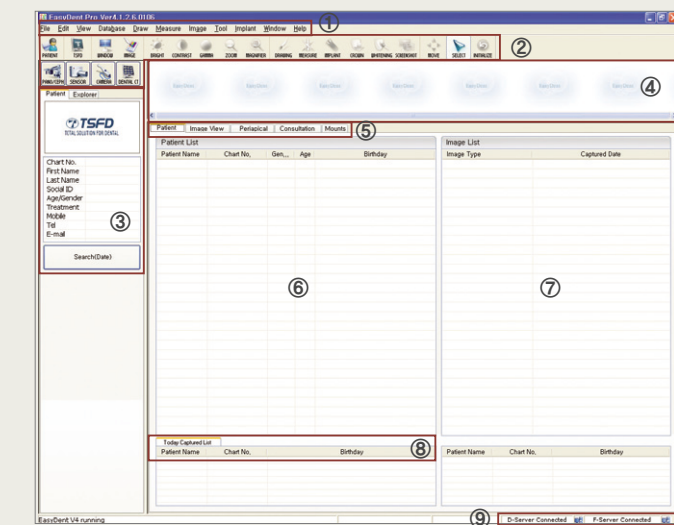 EasyDent Pro Ver4.1.2.6.0106
File Edit View Database Draw Measure Image Tool Implant Window Help ①
PATIENT TSFD WINDOW IMAGE BRIGHT CONTRAST GAMMA ZOOM MAGNIFIER DRAWING MEASURE IMPLANT CROWN WHITENING SCREENSHOT MOVE SELECT INITIALIZE ②
PANO/CEPH SENSOR CAMERA DENTAL CT
④
Patient Explorer
TSFD
TOTAL SOLUTION FOR DENTAL
Chart No.
First Name
Last Name
Social ID
Age/Gender
Treatment
Mobile
Tel
E-mail
③
Search(Date)
Patient Image View Periapical Consultation Mounts ⑤
Patient List
Patient Name Chart No. Gen... Age Birthday
⑥
Image List
Image Type Captured Date
⑦
Today Captured List ⑧
Patient Name Chart No. Birthday
Patient Name Chart No. Birthday
EasyDent V4 running
⑨ D-Server Connected F-Server Connected